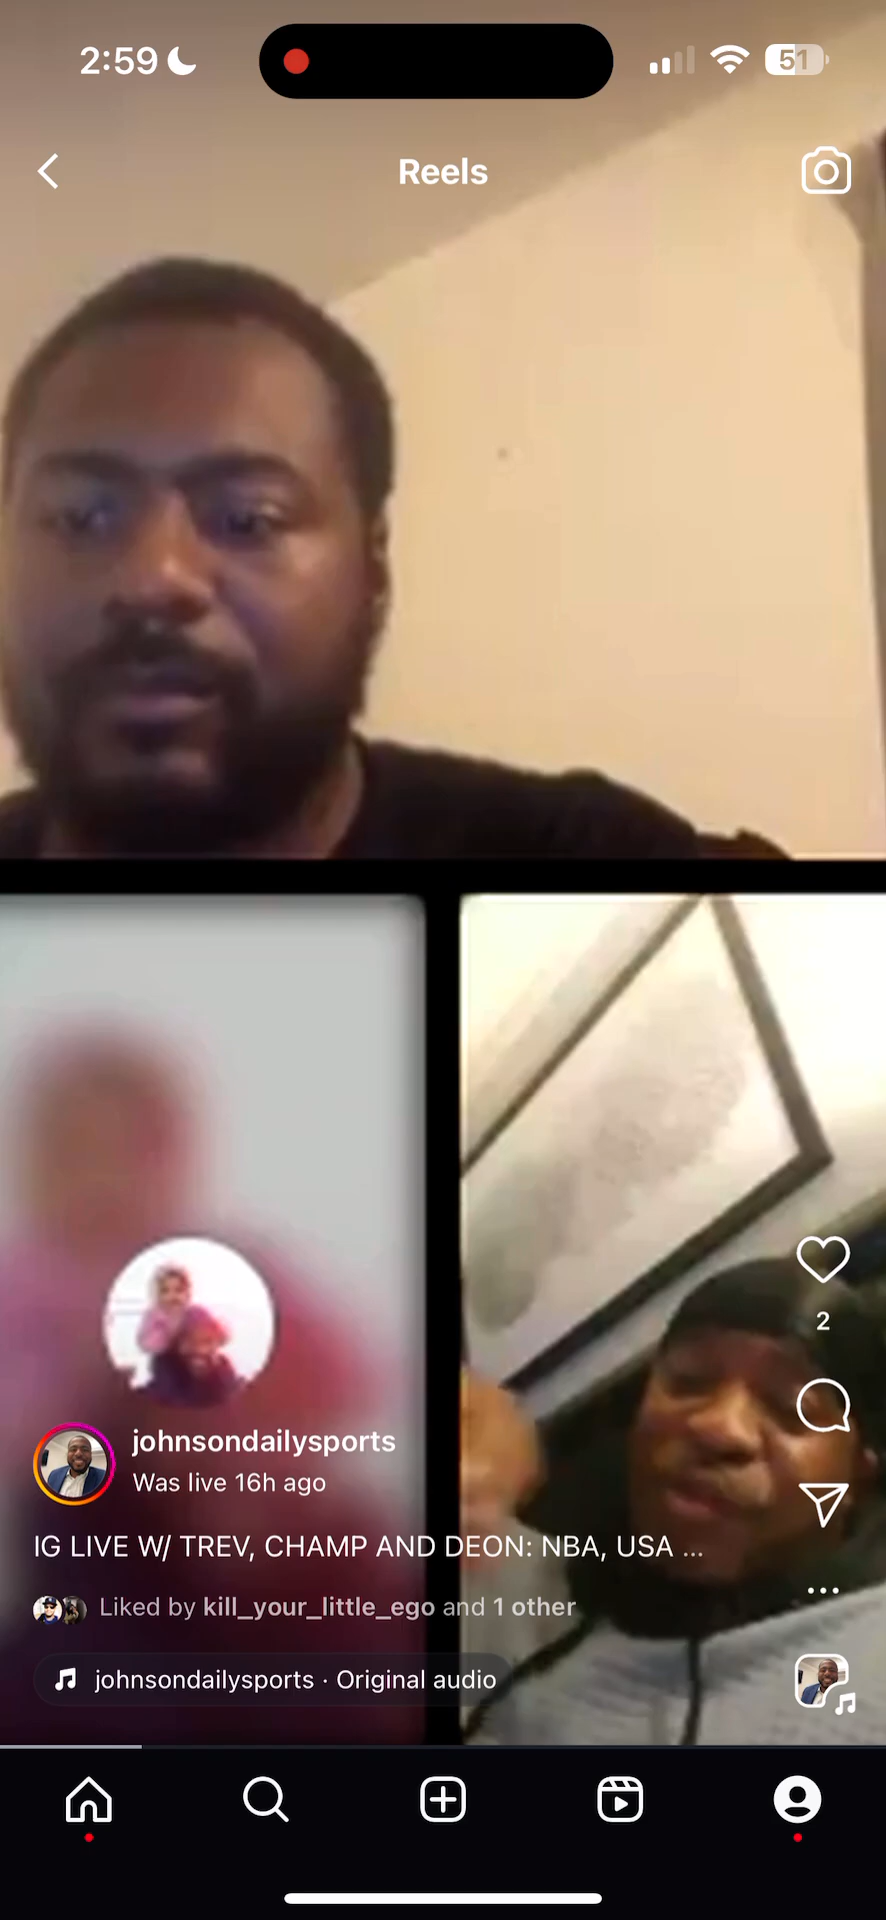 2:59
51
Reels
2
johnsondailysports
Was live 16h ago
IG LIVE W/ TREV, CHAMP AND DEON: NBA, USA ...
Liked by kill_your_little_ego and 1 other
johnsondailysports · Original audio